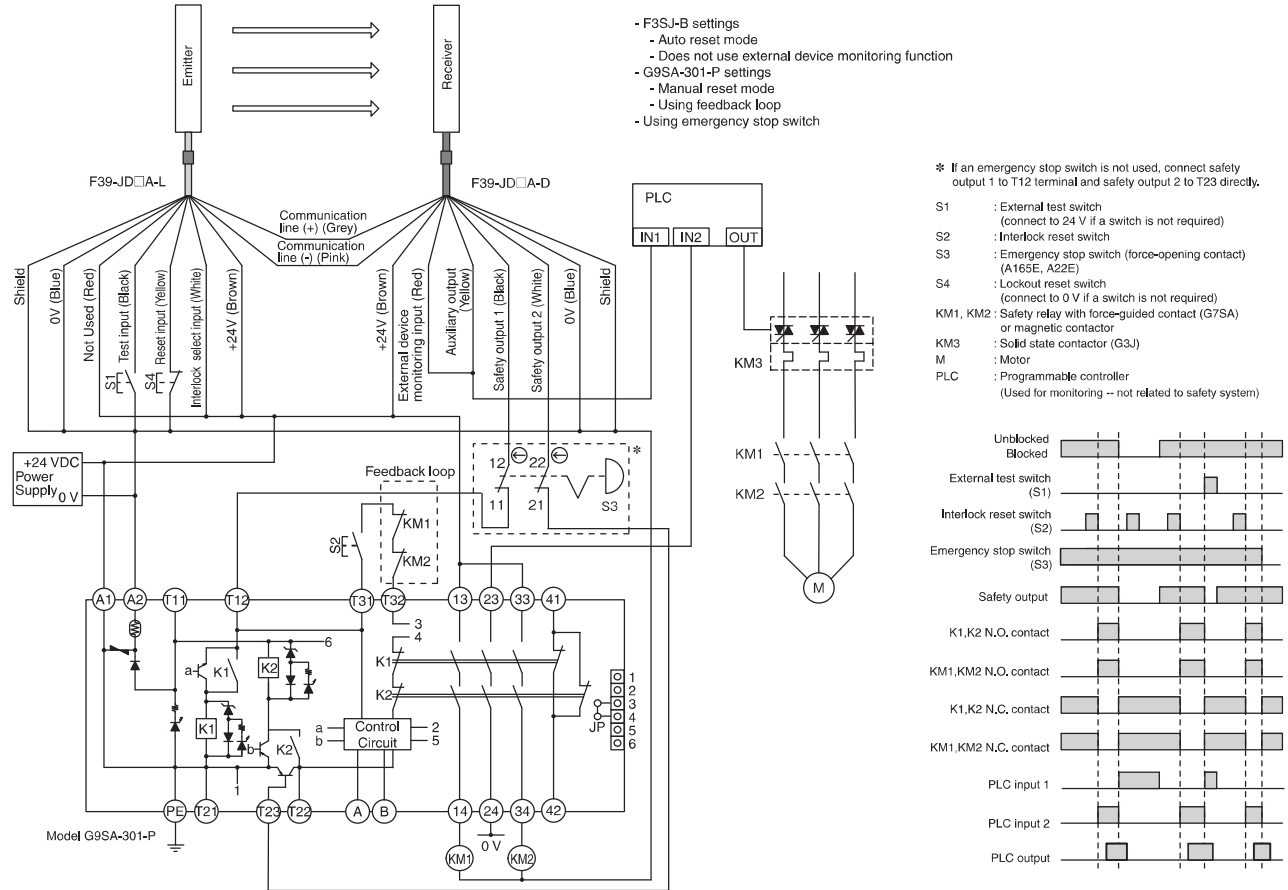 - F3SJ-B settings
- Auto reset mode
- Does not use external device monitoring function
- G9SA-301-P settings
- Manual reset mode
- Using feedback loop
- Using emergency stop switch
Emitter
Receiver
F39-JD□A-L
F39-JD□A-D
Communication
line (+) (Grey)
Communication
line (-) (Pink)
Shield
0V (Blue)
Not Used (Red)
Test input (Black)
Reset input (Yellow)
Interlock select input (White)
+24V (Brown)
+24V (Brown)
External device
monitoring input (Red)
Auxiliary output
(Yellow)
Safety output 1 (Black)
Safety output 2 (White)
0V (Blue)
Shield
S1
S4
PLC
IN1 IN2 OUT
KM3
KM1
KM2
M
* If an emergency stop switch is not used, connect safety
output 1 to T12 terminal and safety output 2 to T23 directly.
S1 : External test switch
(connect to 24 V if a switch is not required)
S2 : Interlock reset switch
S3 : Emergency stop switch (force-opening contact)
(A165E, A22E)
S4 : Lockout reset switch
(connect to 0 V if a switch is not required)
KM1, KM2 : Safety relay with force-guided contact (G7SA)
or magnetic contactor
KM3 : Solid state contactor (G3J)
M : Motor
PLC : Programmable controller
(Used for monitoring -- not related to safety system)
+24 VDC
Power
Supply 0 V
Feedback loop
KM1
KM2
S2
*
12 22
11 21
S3
A1 A2 T11 T12 T31 T32 13 23 33 41
3
4
6
a
K1
K2
K1
K2
K1
b
K2
1
a
b
Control
Circuit
2
5
JP
1
2
3
4
5
6
PE T21 T23 T22 A B 14 24 34 42
Model G9SA-301-P
KM1
0 V
KM2
Unblocked
Blocked
External test switch
(S1)
Interlock reset switch
(S2)
Emergency stop switch
(S3)
Safety output
K1,K2 N.O. contact
KM1,KM2 N.O. contact
K1,K2 N.C. contact
KM1,KM2 N.C. contact
PLC input 1
PLC input 2
PLC output